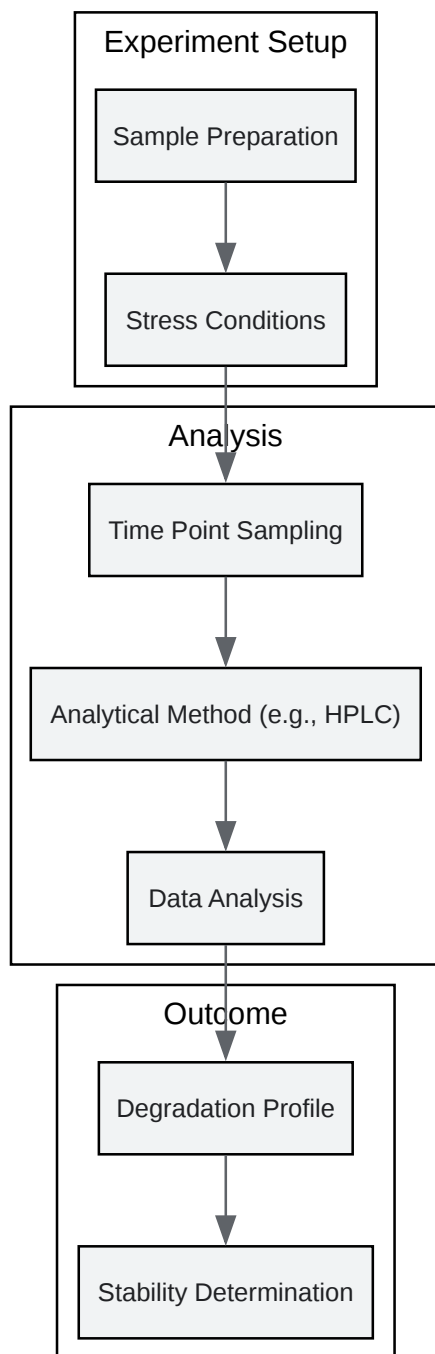 Experiment Setup
Sample Preparation
Stress Conditions
Analysis
Time Point Sampling
Analytical Method (e.g., HPLC)
Data Analysis
Outcome
Degradation Profile
Stability Determination